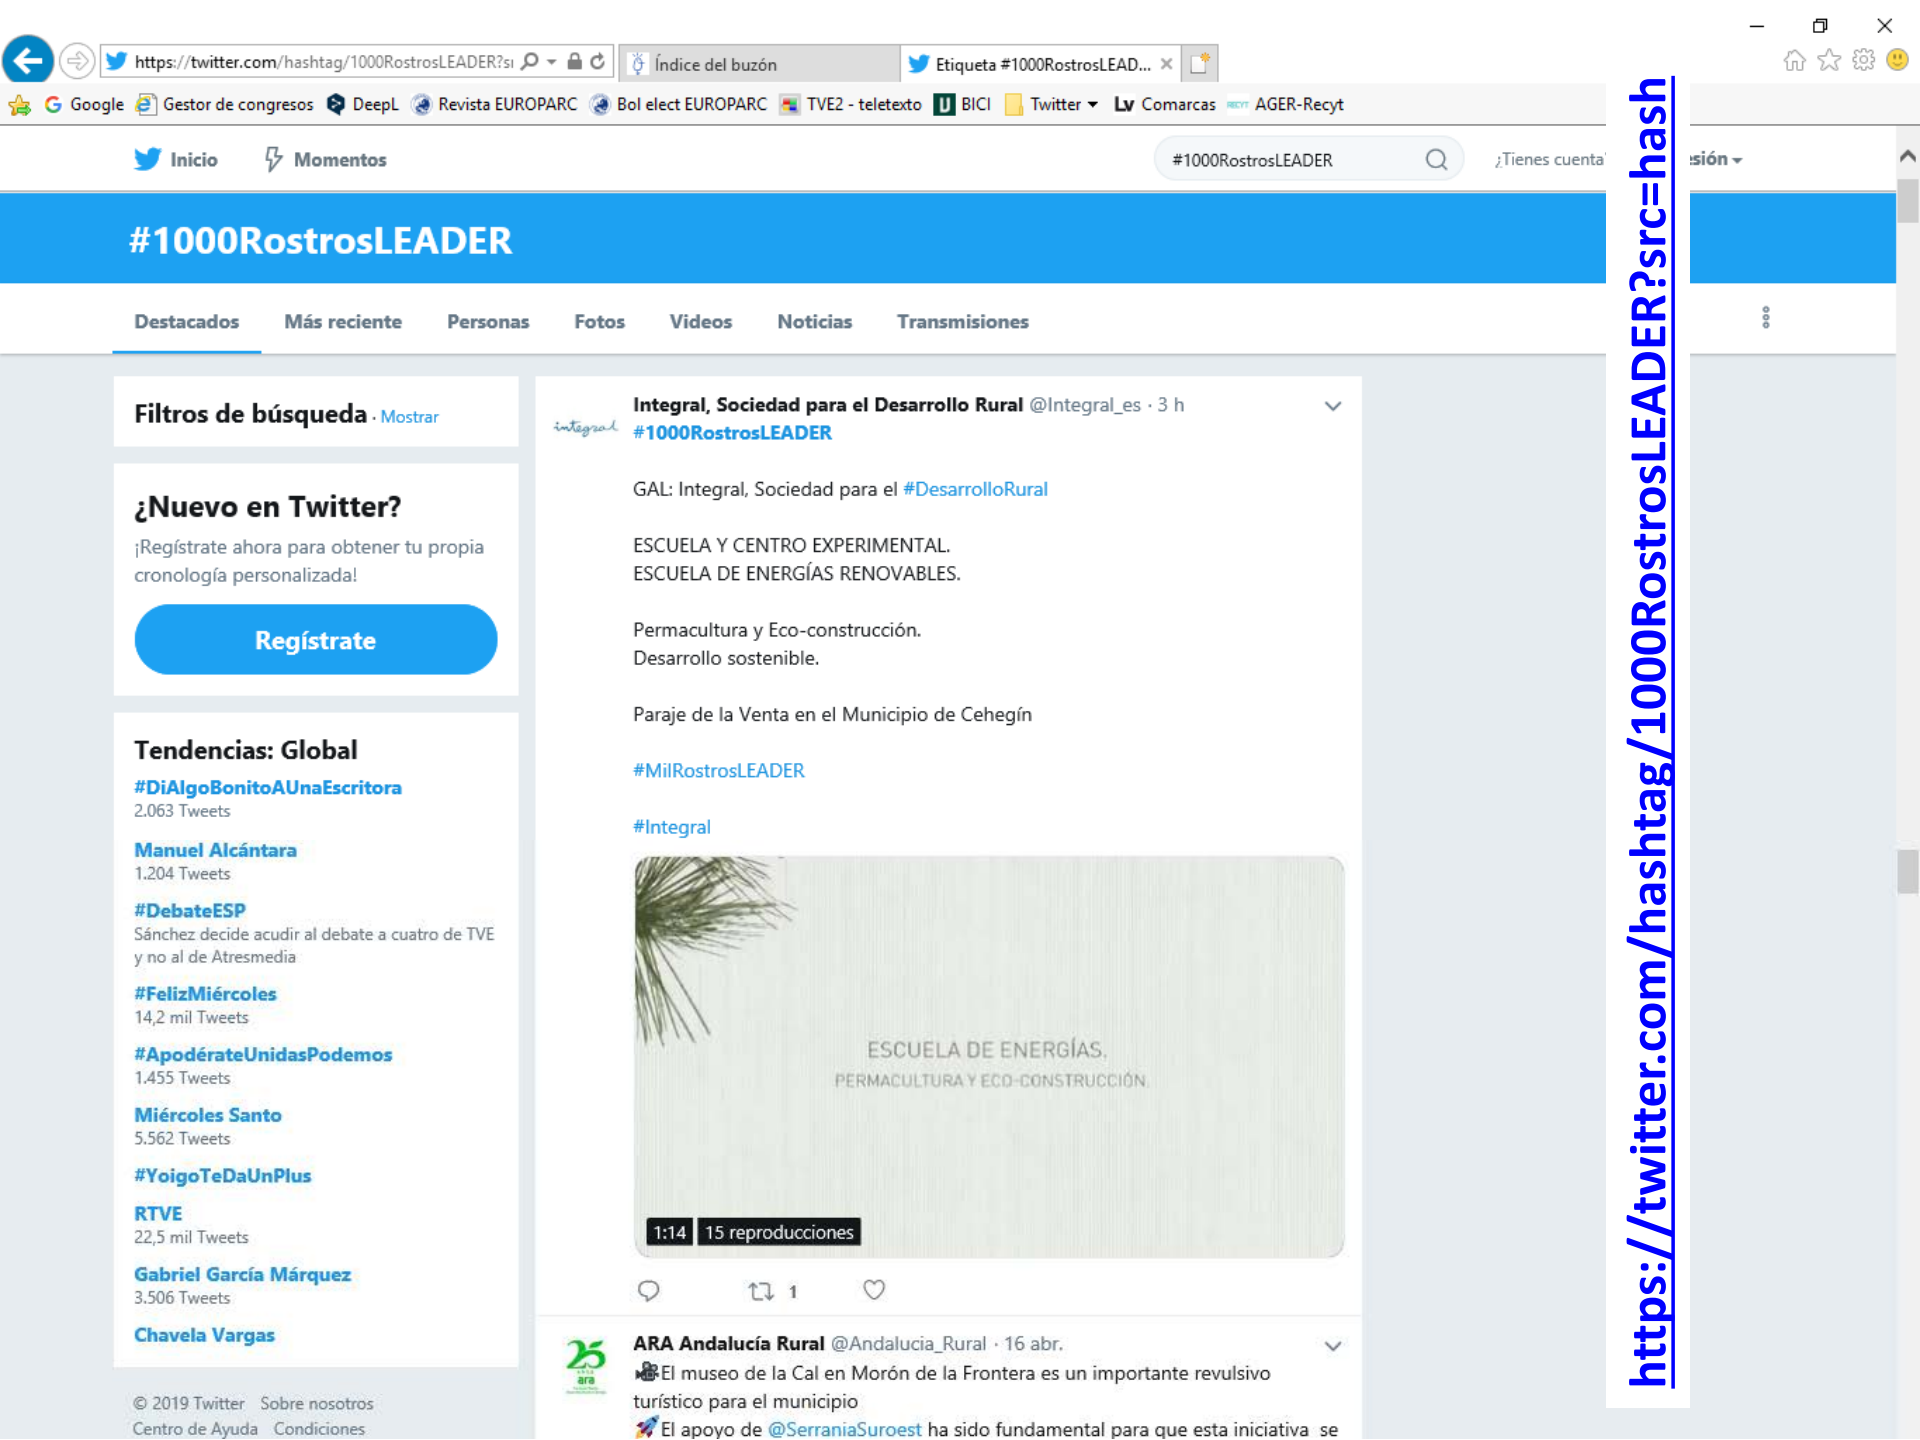 https://twitter.com/hashtag/1000RostrosLEADER?si
Índice del buzón
Etiqueta #1000RostrosLEAD...
Google
Gestor de congresos
DeepL
Revista EUROPARC
Bol elect EUROPARC
TVE2 - teletexto
BICI
Twitter
Lv Comarcas
AGER-Recyt
Inicio
Momentos
#1000RostrosLEADER
¿Tienes cuenta
sión
#1000RostrosLEADER
Destacados
Más reciente
Personas
Fotos
Videos
Noticias
Transmisiones
Filtros de búsqueda · Mostrar
¿Nuevo en Twitter?
¡Regístrate ahora para obtener tu propia
cronología personalizada!
Regístrate
Tendencias: Global
#DiAlgoBonitoAUnaEscritora
2.063 Tweets
Manuel Alcántara
1.204 Tweets
#DebateESP
Sánchez decide acudir al debate a cuatro de TVE
y no al de Atresmedia
#FelizMiércoles
14,2 mil Tweets
#ApodérateUnidasPodemos
1.455 Tweets
Miércoles Santo
5.562 Tweets
#YoigoTeDaUnPlus
RTVE
22,5 mil Tweets
Gabriel García Márquez
3.506 Tweets
Chavela Vargas
© 2019 Twitter Sobre nosotros
Centro de Ayuda Condiciones
integral
Integral, Sociedad para el Desarrollo Rural @Integral_es · 3 h
#1000RostrosLEADER
GAL: Integral, Sociedad para el #DesarrolloRural
ESCUELA Y CENTRO EXPERIMENTAL.
ESCUELA DE ENERGÍAS RENOVABLES.
Permacultura y Eco-construcción.
Desarrollo sostenible.
Paraje de la Venta en el Municipio de Cehegín
#MilRostrosLEADER
#Integral
ESCUELA DE ENERGÍAS.
PERMACULTURA Y ECO-CONSTRUCCIÓN.
1:14 15 reproducciones
1
25
ara
ARA Andalucía Rural @Andalucia_Rural · 16 abr.
El museo de la Cal en Morón de la Frontera es un importante revulsivo
turístico para el municipio
El apoyo de @SerraniaSuroest ha sido fundamental para que esta iniciativa se
https://twitter.com/hashtag/1000RostrosLEADER?src=hash